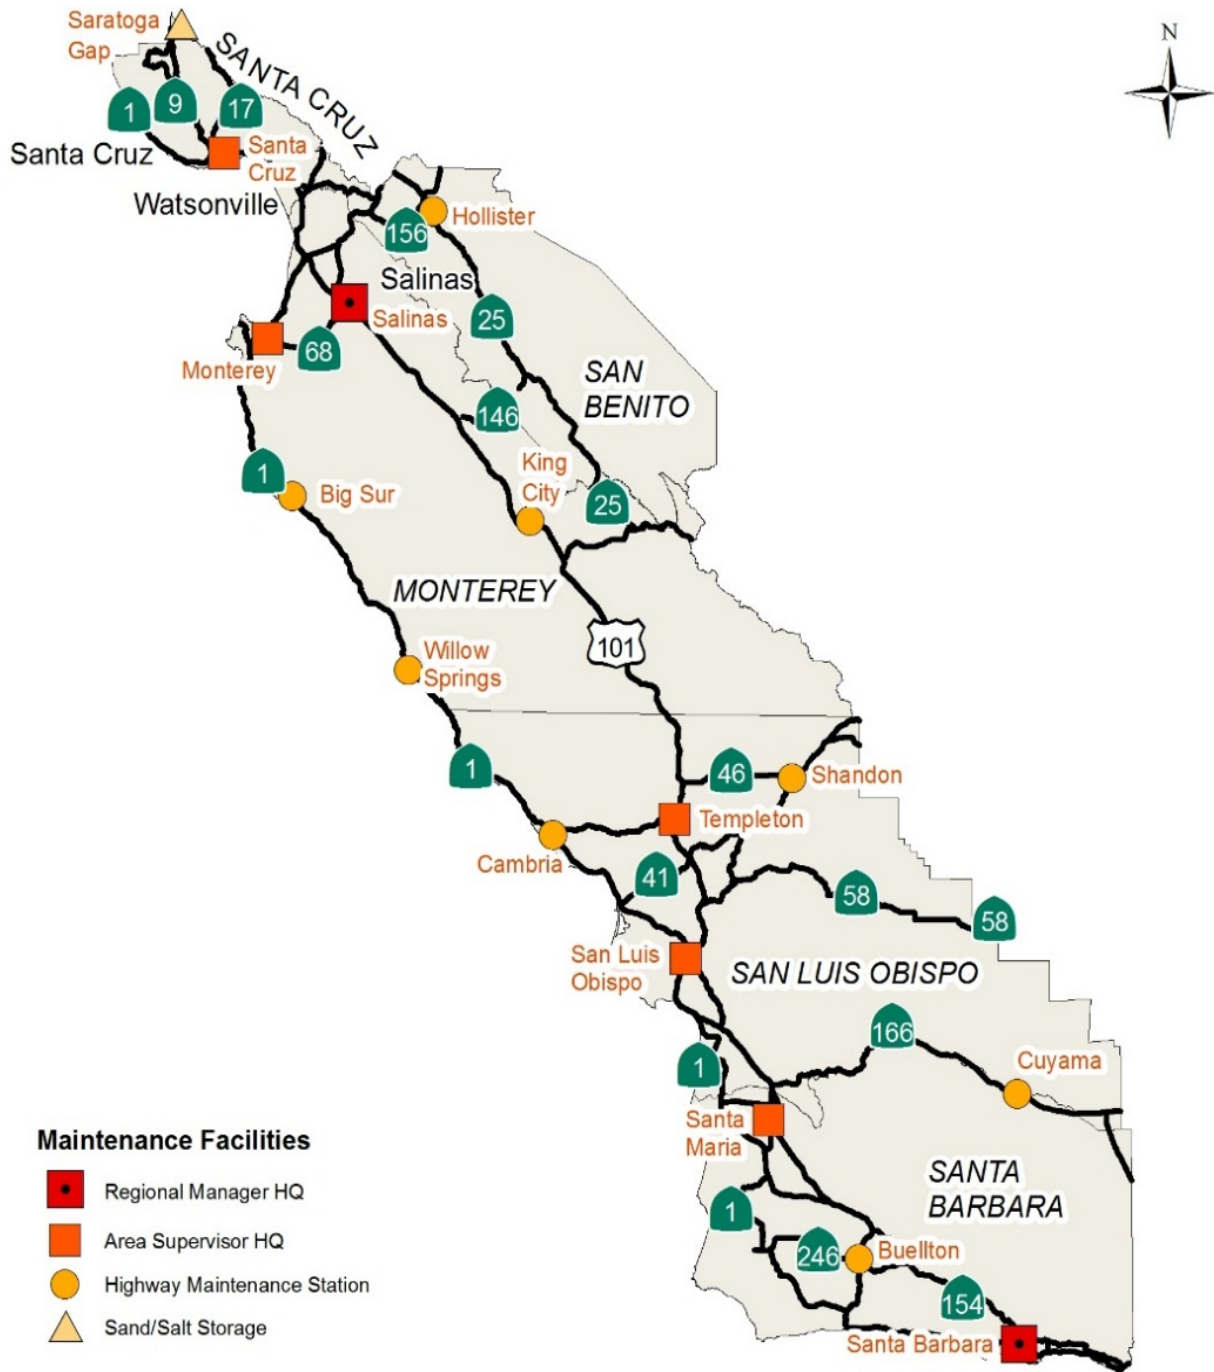 Saratoga
Gap
SANTA CRUZ
N
1
9
17
Santa Cruz
Santa
Cruz
Watsonville
Hollister
156
Salinas
Salinas
25
68
Monterey
SAN
BENITO
146
King
City
1
Big Sur
25
MONTEREY
101
Willow
Springs
1
46
Shandon
Templeton
Cambria
41
58
58
San Luis
Obispo
SAN LUIS OBISPO
166
1
Cuyama
Santa
Maria
SANTA
BARBARA
1
246
Buellton
154
Santa Barbara
Maintenance Facilities
Regional Manager HQ
Area Supervisor HQ
Highway Maintenance Station
Sand/Salt Storage